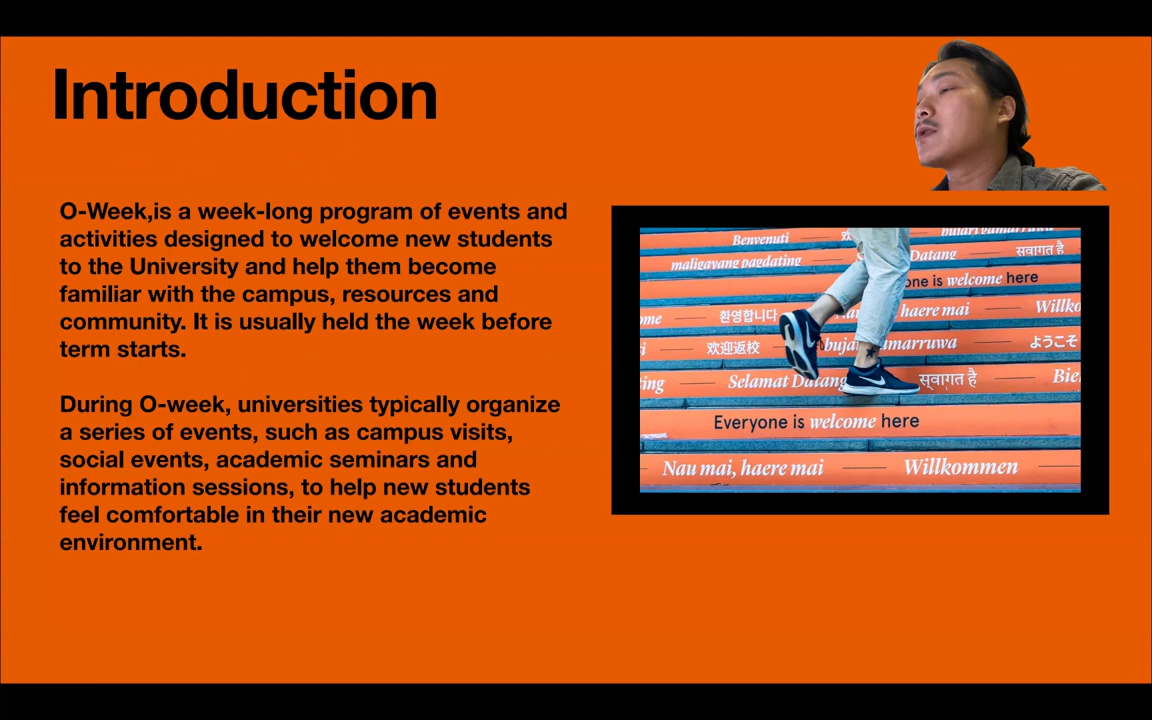 Introduction
O-Week,is a week-long program of events and
activities designed to welcome new students
to the University and help them become
familiar with the campus, resources and
community. It is usually held the week before
term starts.
During O-week, universities typically organize
a series of events, such as campus visits,
social events, academic seminars and
information sessions, to help new students
feel comfortable in their new academic
environment.
Benvenuti
maligayang pagdating Datang स्वागत है
one is welcome here
ome 환영합니다 haere mai Willko
欢迎返校 bujari gamarruwa ようこそ
Selamat Datang स्वागत है Bie
Everyone is welcome here
Nau mai, haere mai Willkommen